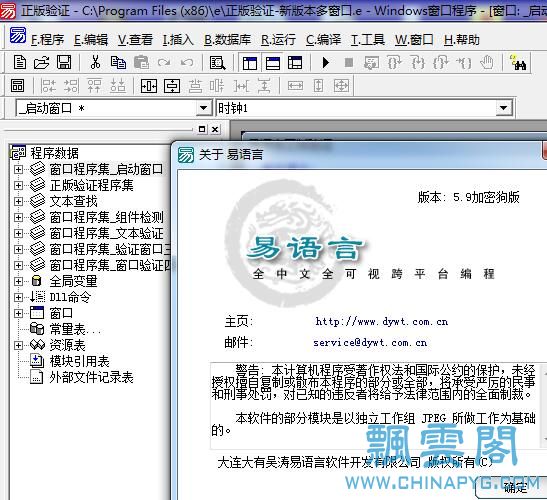 正版验证 - C:\Program Files (x86)\e\正版验证-新版本多窗口.e - Windows窗口程序 - [窗口: _启动
F.程序 E.编辑 V.查看 I.插入 B.数据库 R.运行 C.编译 T.工具 W.窗口 H.帮助
_启动窗口 * 时钟1
程序数据
窗口程序集_启动窗口
正版验证程序集
文本查找
窗口程序集_组件检测
窗口程序集_文本验证
窗口程序集_验证窗口三
窗口程序集_窗口验证四
全局变量
Dll命令
窗口
常量表...
资源表
模块引用表
外部文件记录表
关于 易语言
版本: 5.9加密狗版
易语言
全中文全可视跨平台编程
主页: http://www.dywt.com.cn
邮件: service@dywt.com.cn
警告: 本计算机程序受著作权法和国际公约的保护，未经
授权擅自复制或散布本程序的部分或全部，将承受严厉的民事
和刑事处罚，对已知的违反者将给予法律范围内的全面制裁。
本软件的部分模块是以独立工作组 JPEG 所做工作为基础
的。
大连大有吴涛易语言软件开发有限公司 版权所有(C)
确定
飄雲閣
WWW.CHINAPYG.COM